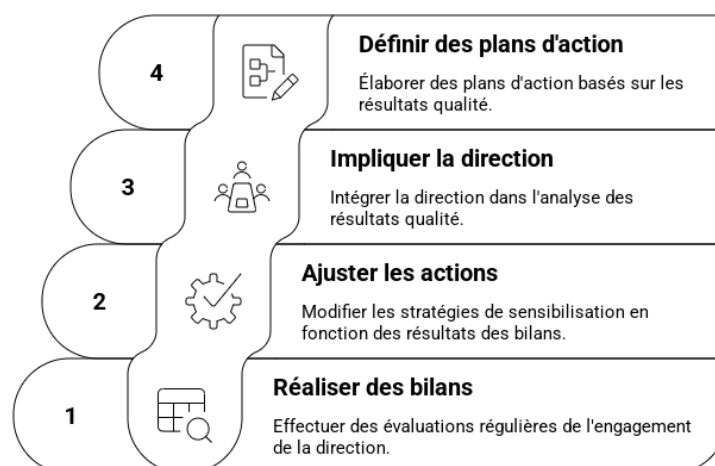 4
Définir des plans d'action
Élaborer des plans d'action basés sur les
résultats qualité.
3
Impliquer la direction
Intégrer la direction dans l'analyse des
résultats qualité.
2
Ajuster les actions
Modifier les stratégies de sensibilisation en
fonction des résultats des bilans.
1
Réaliser des bilans
Effectuer des évaluations régulières de l'engagement
de la direction.